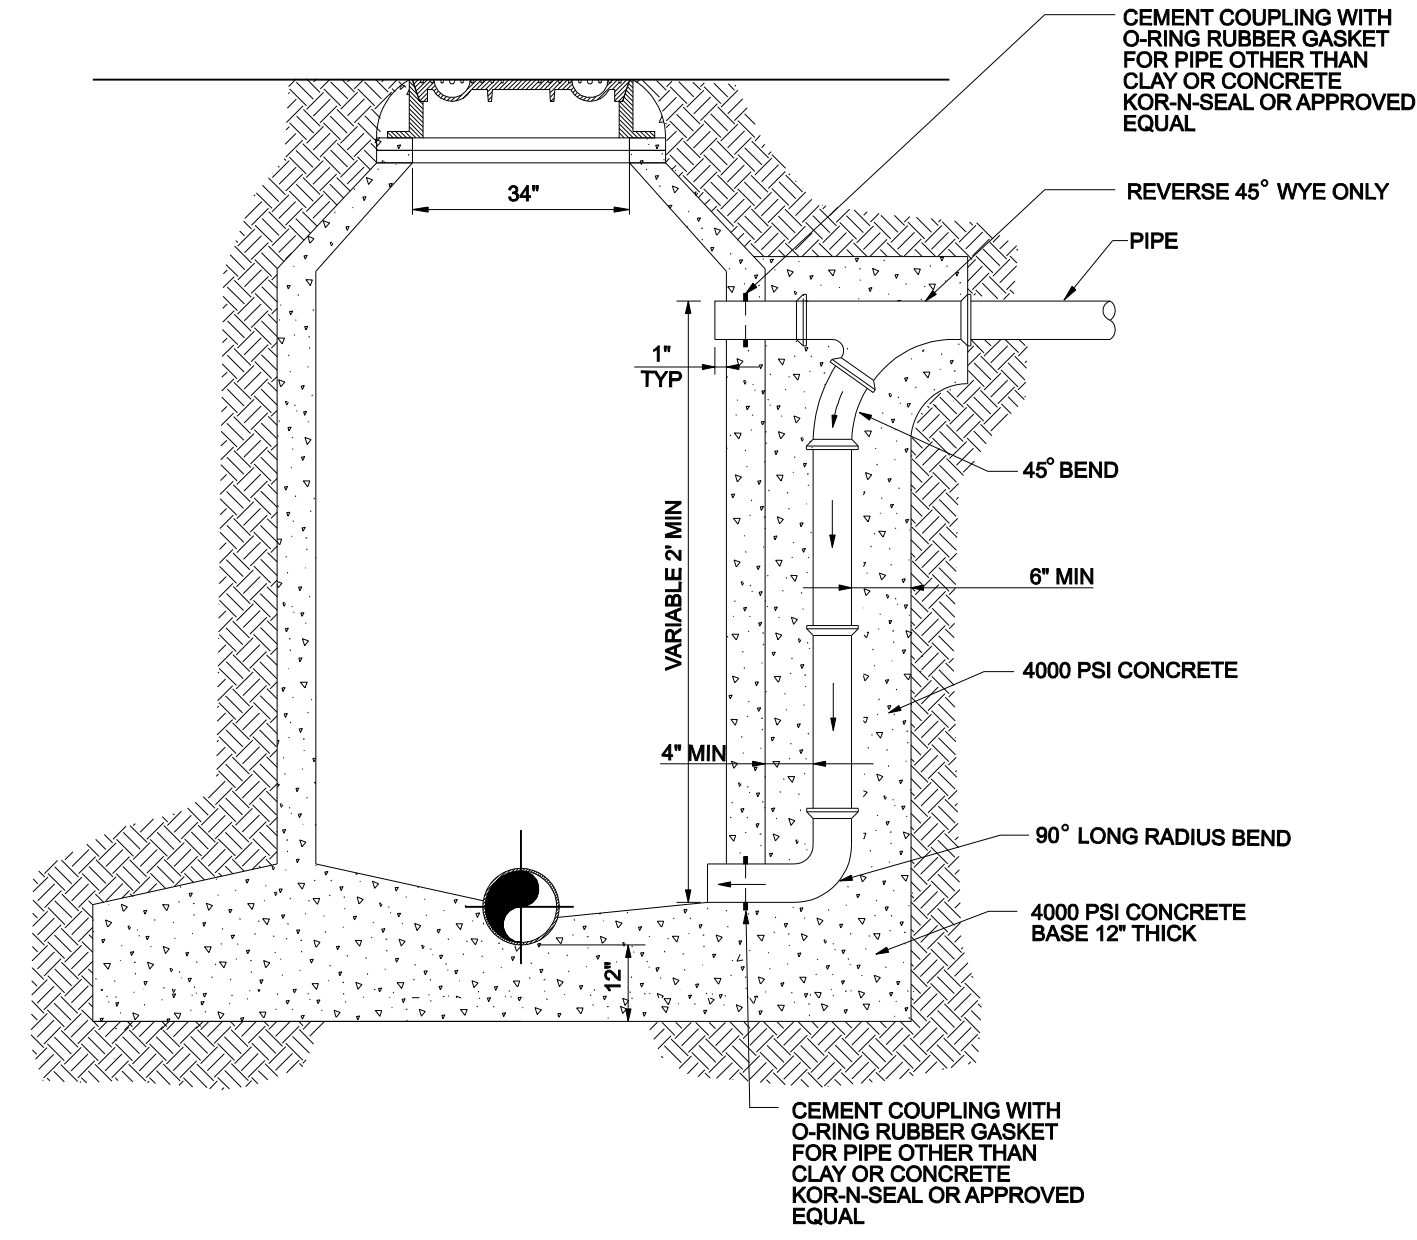 CEMENT COUPLING WITH
O-RING RUBBER GASKET
FOR PIPE OTHER THAN
CLAY OR CONCRETE
KOR-N-SEAL OR APPROVED
EQUAL
34"
REVERSE 45° WYE ONLY
PIPE
1"
TYP
45° BEND
VARIABLE 2' MIN
6" MIN
4000 PSI CONCRETE
4" MIN
90° LONG RADIUS BEND
4000 PSI CONCRETE
BASE 12" THICK
12"
CEMENT COUPLING WITH
O-RING RUBBER GASKET
FOR PIPE OTHER THAN
CLAY OR CONCRETE
KOR-N-SEAL OR APPROVED
EQUAL